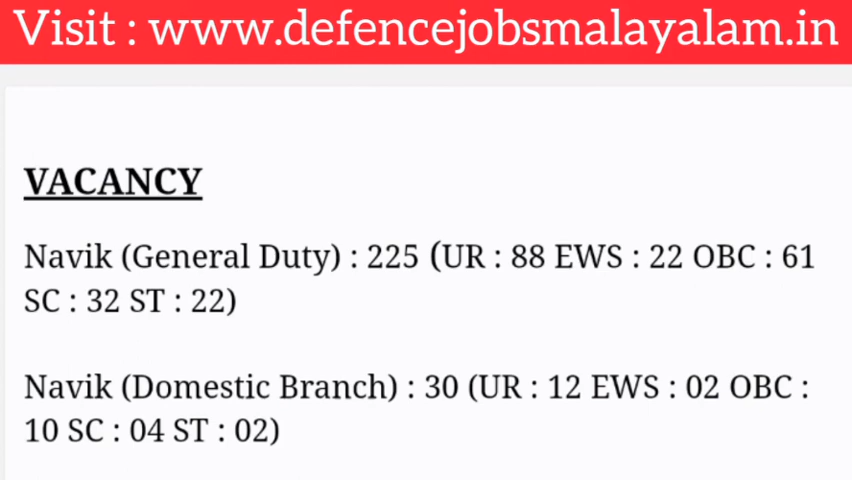 Visit : www.defencejobsmalayalam.in
VACANCY
Navik (General Duty) : 225 (UR : 88 EWS : 22 OBC : 61
SC : 32 ST : 22)
Navik (Domestic Branch) : 30 (UR : 12 EWS : 02 OBC :
10 SC : 04 ST : 02)